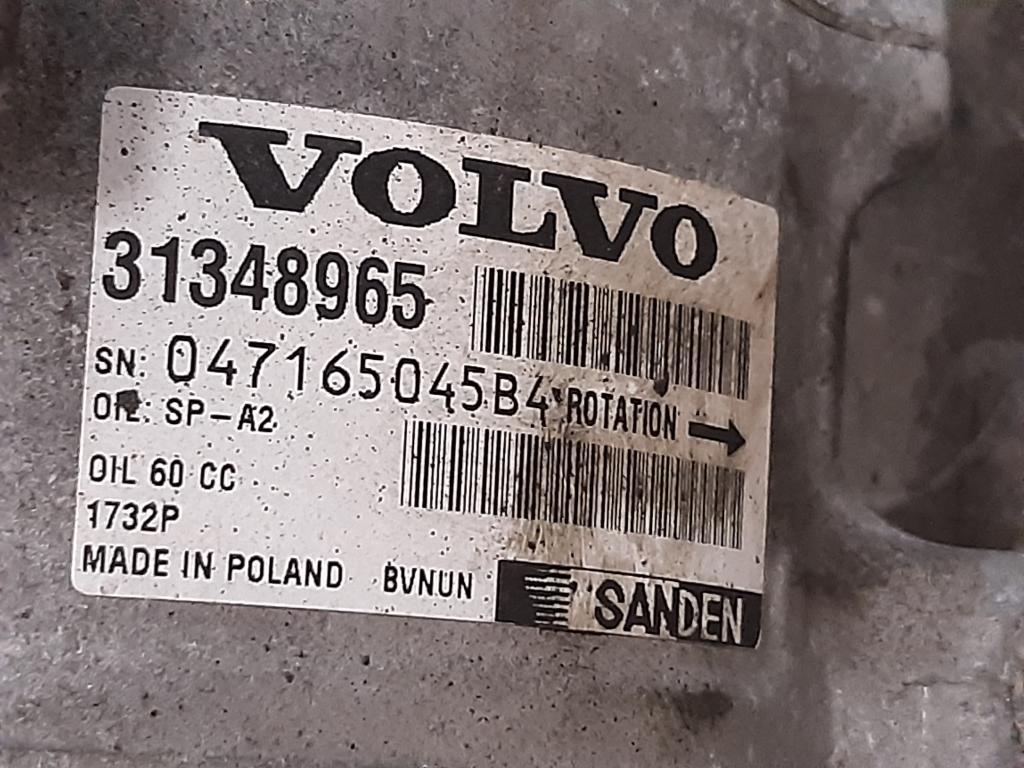 VOLVO
31348965
SN: 047165045B4 ROTATION →
OIL: SP-A2
OIL 60 CC
1732P
MADE IN POLAND BVNUN SANDEN